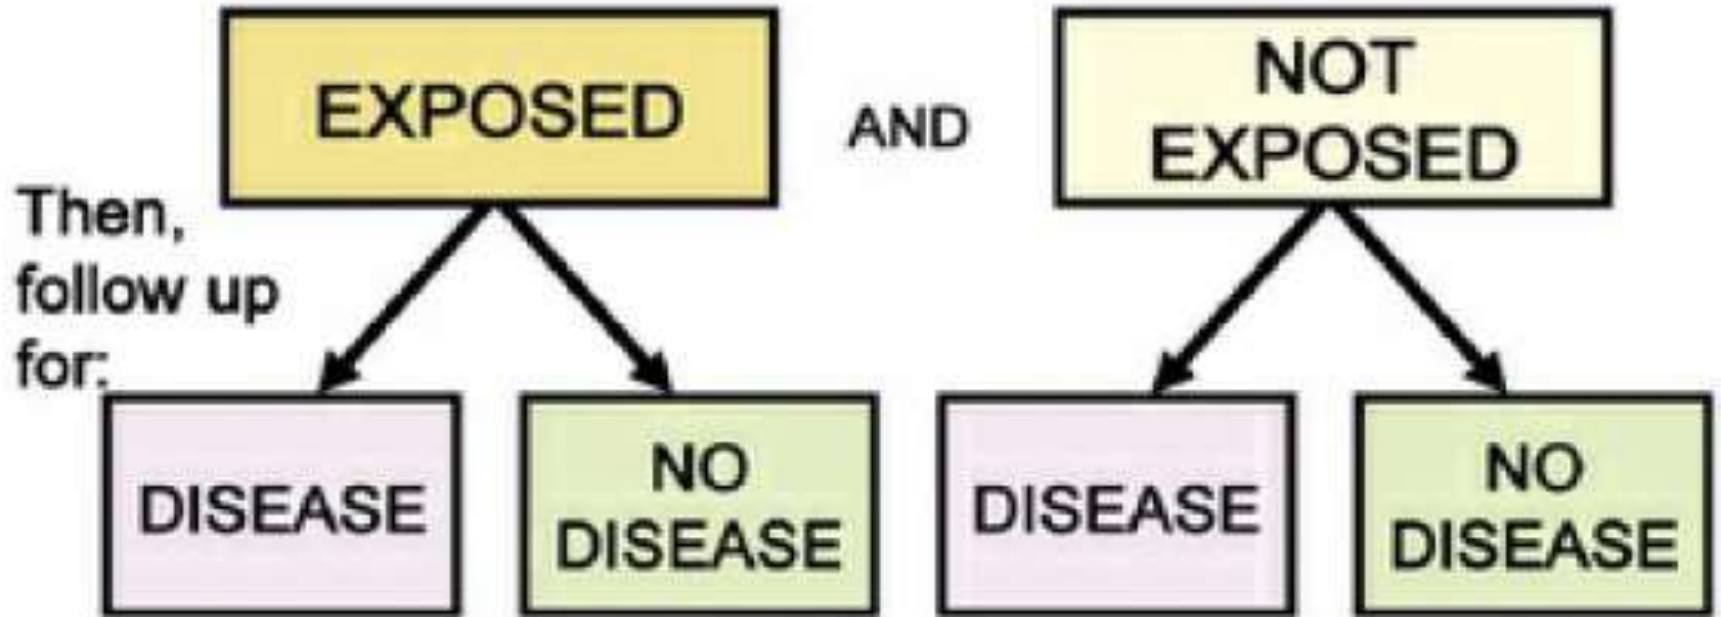 EXPOSED
AND
NOT
EXPOSED
Then,
follow up
for:
DISEASE
NO
DISEASE
DISEASE
NO
DISEASE